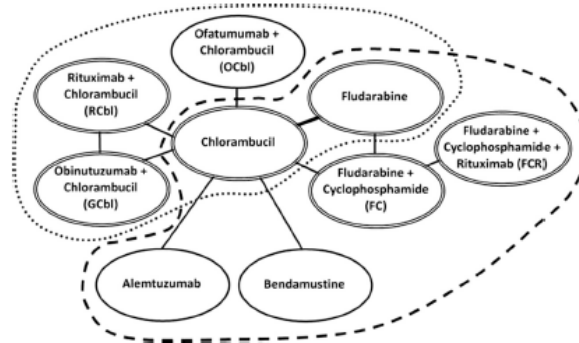 Ofatumumab +
Chlorambucil
(OCbl)
Rituximab +
Chlorambucil
(RCbl)
Fludarabine
Chlorambucil
Fludarabine +
Cyclophosphamide +
Rituximab (FCR)
Obinutuzumab +
Chlorambucil
(GCbl)
Fludarabine +
Cyclophosphamide
(FC)
Alemtuzumab
Bendamustine